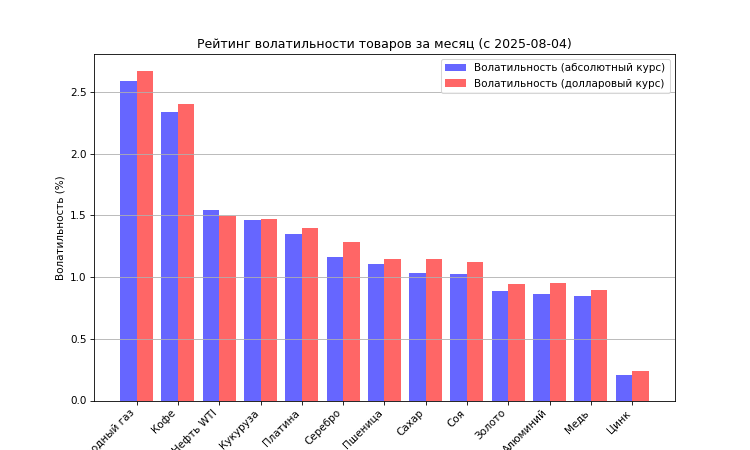 Рейтинг волатильности товаров за месяц (с 2025-08-04)
Волатильность (абсолютный курс)
Волатильность (долларовый курс)
Волатильность (%)
2.5
2.0
1.5
1.0
0.5
0.0
газ
Кофе
Нефть WTI
Кукуруза
Платина
Серебро
Пшеница
Сахар
Соя
Золото
Алюминий
Медь
Цинк